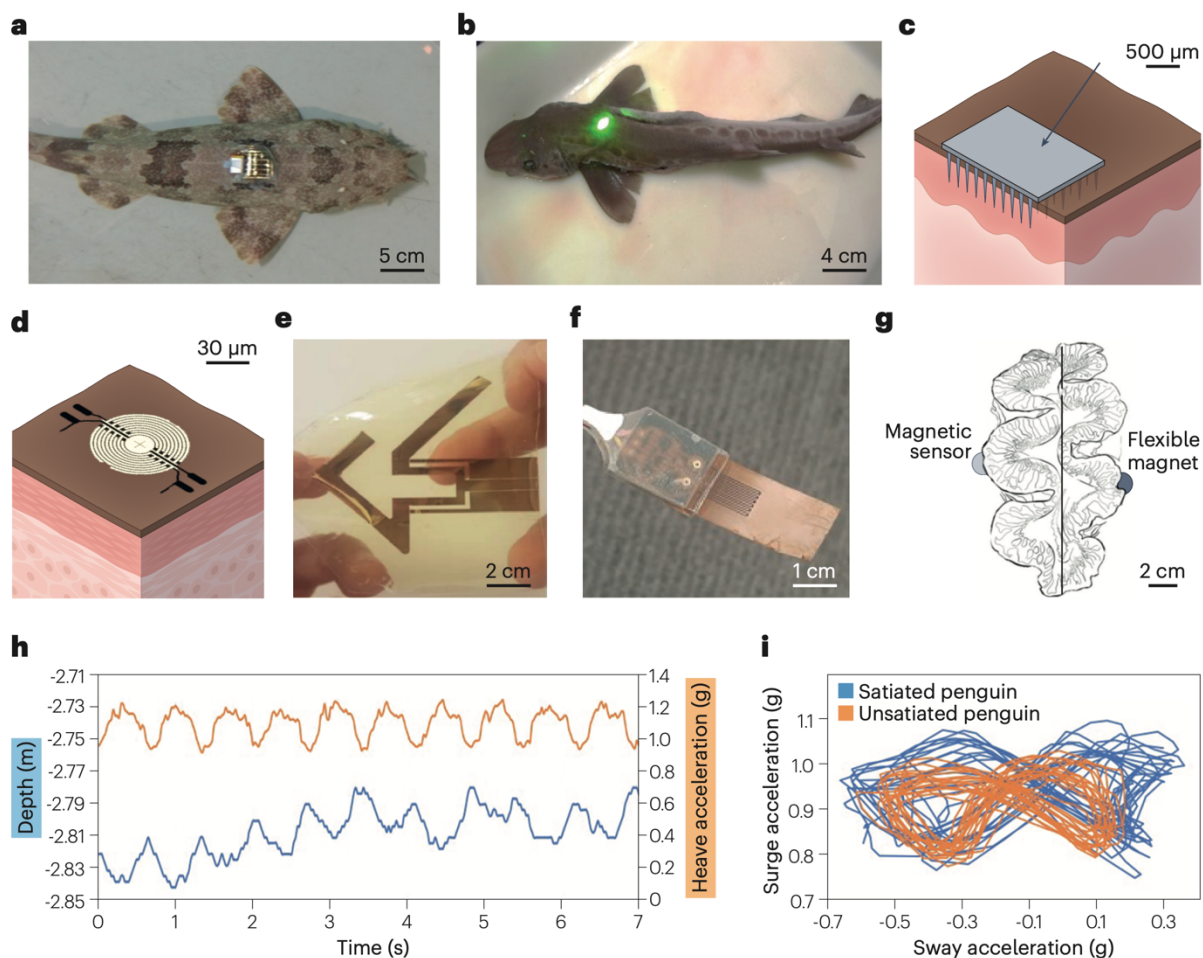 a
b
c
500 µm
5 cm
4 cm
d
30 µm
e
f
g
Magnetic
sensor
Flexible
magnet
2 cm
1 cm
2 cm
h
-2.71
-2.73
-2.75
-2.77
-2.79
-2.81
-2.83
-2.85
Depth (m)
1.4
1.2
1.0
0.8
0.6
0.4
0.2
0
Heave acceleration (g)
0 1 2 3 4 5 6 7
Time (s)
i
Satiated penguin
Unsatiated penguin
11
1.0
0.9
0.8
0.7
Surge acceleration (g)
-0.7 -0.5 -0.3 -0.1 0.1 0.3
Sway acceleration (g)